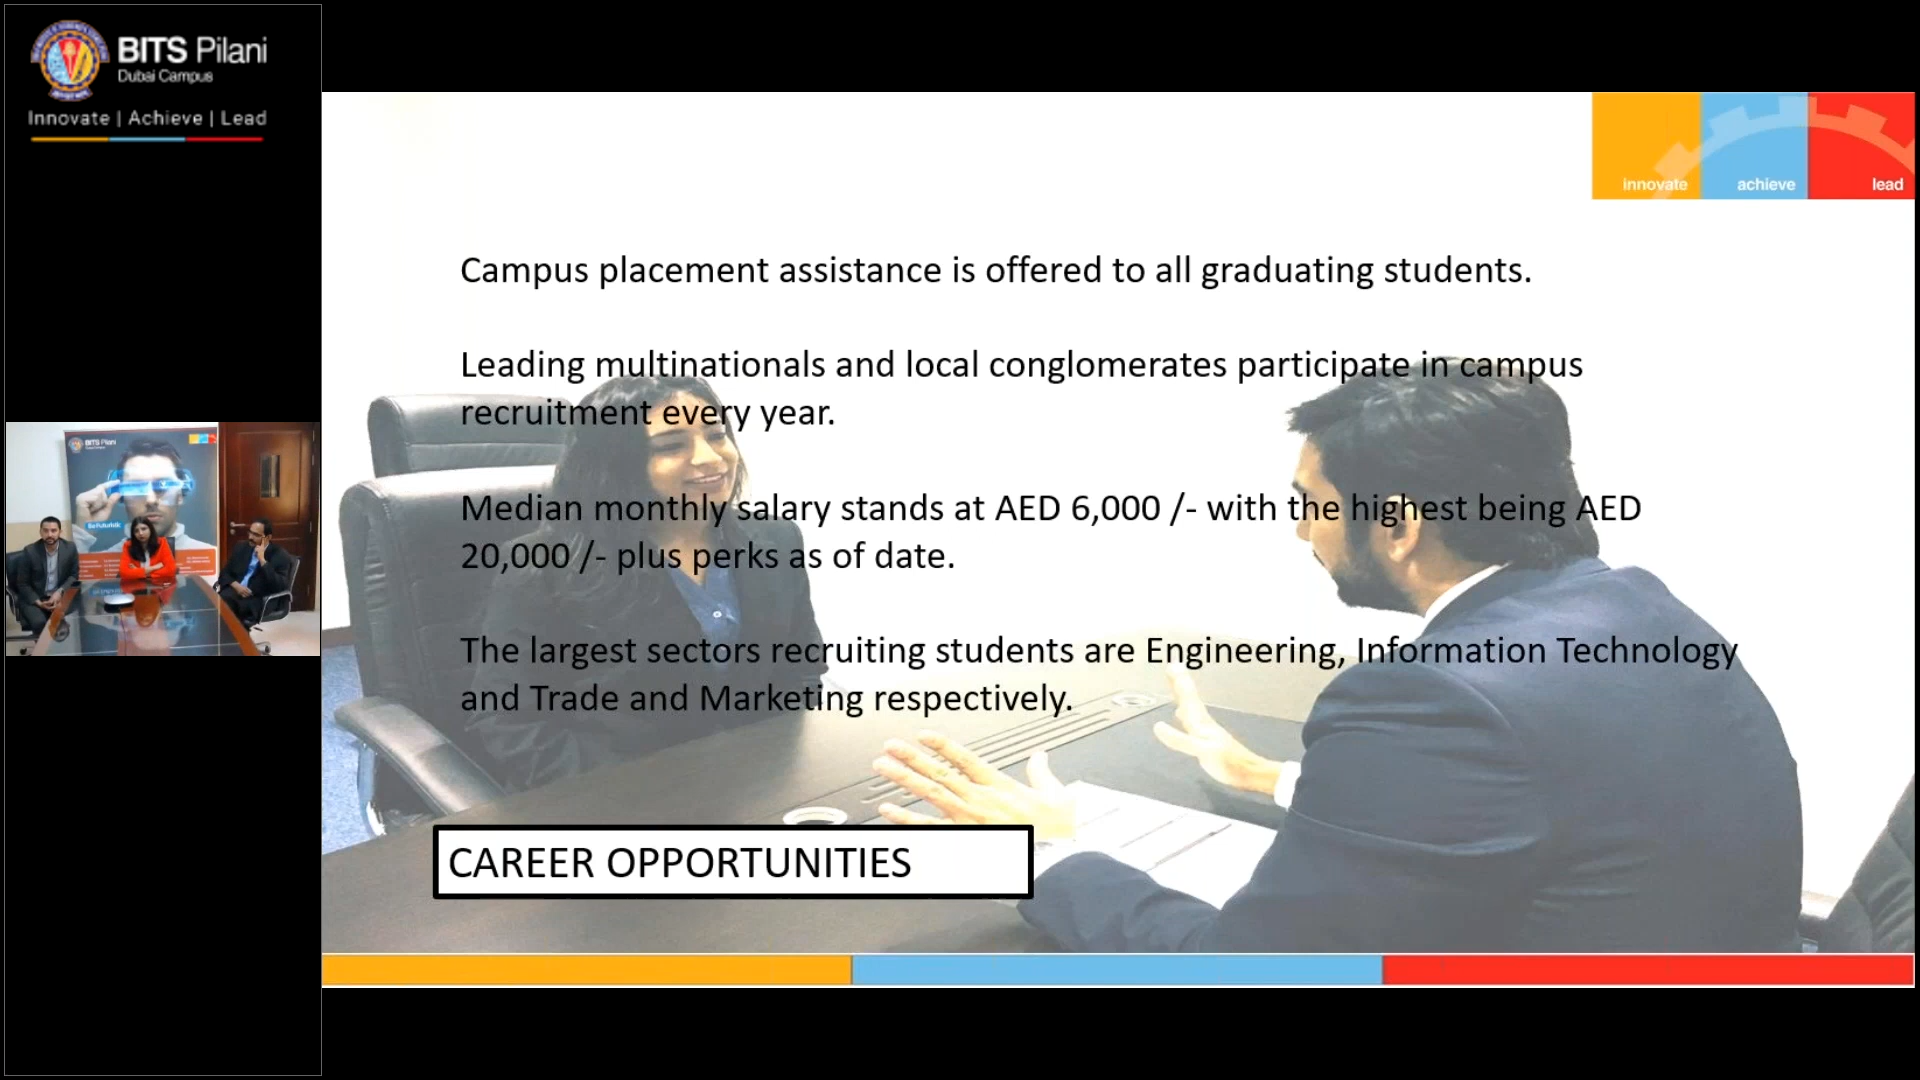 BITS Pilani
Dubai Campus
Innovate | Achieve | Lead
innovate achieve lead
Campus placement assistance is offered to all graduating students.
Leading multinationals and local conglomerates participate in campus
recruitment every year.
Median monthly salary stands at AED 6,000 /- with the highest being AED
20,000 /- plus perks as of date.
The largest sectors recruiting students are Engineering, Information Technology
and Trade and Marketing respectively.
CAREER OPPORTUNITIES
BITS Pilani